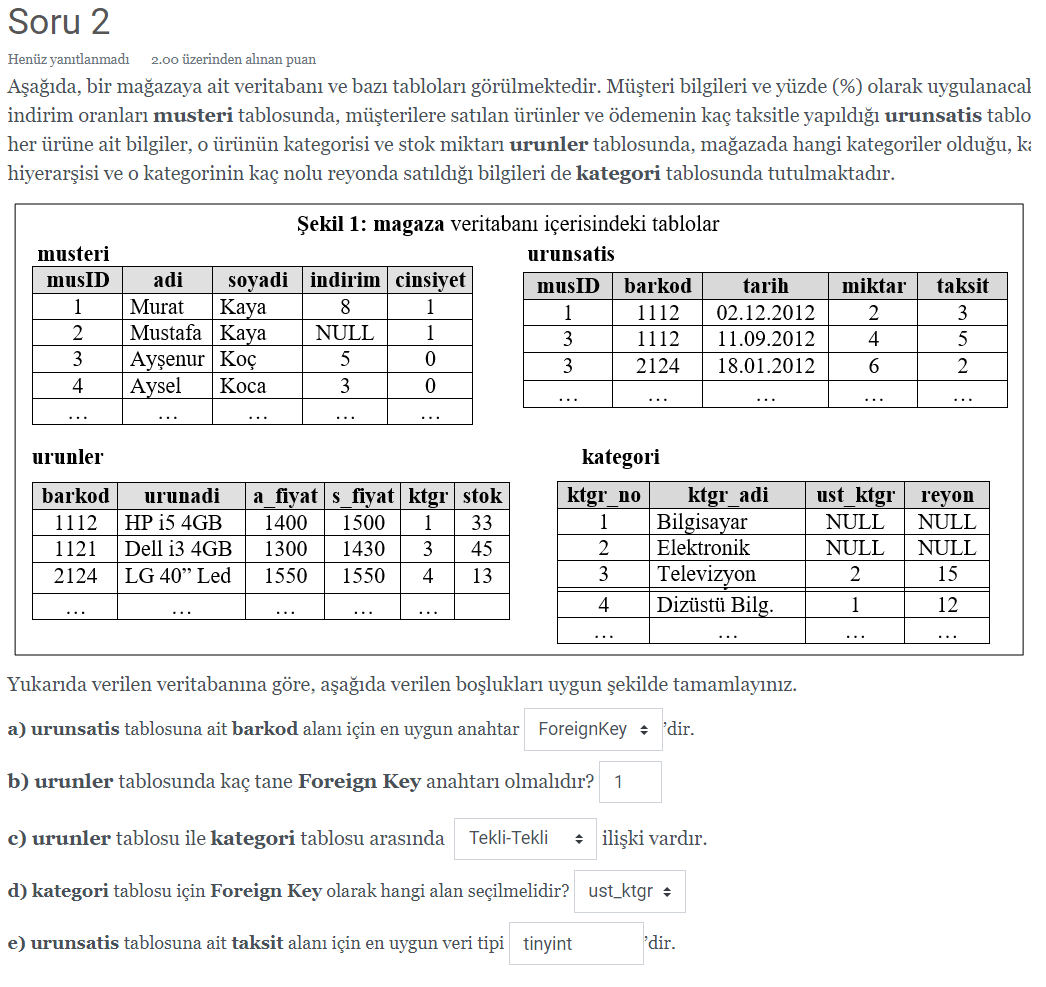 Soru 2
Henüz yanıtlanmadı 2.00 üzerinden alınan puan
Aşağıda, bir mağazaya ait veritabanı ve bazı tabloları görülmektedir. Müşteri bilgileri ve yüzde (%) olarak uygulanacak
indirim oranları musteri tablosunda, müşterilere satılan ürünler ve ödemenin kaç taksitle yapıldığı urunsatis tablo
her ürüne ait bilgiler, o ürünün kategorisi ve stok miktarı urunler tablosunda, mağazada hangi kategoriler olduğu, ka
hiyerarşisi ve o kategorinin kaç nolu reyonda satıldığı bilgileri de kategori tablosunda tutulmaktadır.
Şekil 1: magaza veritabanı içerisindeki tablolar
musteri
musID adi soyadi indirim cinsiyet
1 Murat Kaya 8 1
2 Mustafa Kaya NULL 1
3 Ayşenur Koç 5 0
4 Aysel Koca 3 0
... ... ... ... ...
urunsatis
musID barkod tarih miktar taksit
1 1112 02.12.2012 2 3
3 1112 11.09.2012 4 5
3 2124 18.01.2012 6 2
... ... ... ... ...
urunler
barkod urunadi a_fiyat s_fiyat ktgr stok
1112 HP i5 4GB 1400 1500 1 33
1121 Dell i3 4GB 1300 1430 3 45
2124 LG 40” Led 1550 1550 4 13
... ... ... ... ...
kategori
ktgr_no ktgr_adi ust_ktgr reyon
1 Bilgisayar NULL NULL
2 Elektronik NULL NULL
3 Televizyon 2 15
4 Dizüstü Bilg. 1 12
... ... ... ...
Yukarıda verilen veritabanına göre, aşağıda verilen boşlukları uygun şekilde tamamlayınız.
a) urunsatis tablosuna ait barkod alanı için en uygun anahtar ForeignKey ’dir.
b) urunler tablosunda kaç tane Foreign Key anahtarı olmalıdır? 1
c) urunler tablosu ile kategori tablosu arasında Tekli-Tekli ilişki vardır.
d) kategori tablosu için Foreign Key olarak hangi alan seçilmelidir? ust_ktgr
e) urunsatis tablosuna ait taksit alanı için en uygun veri tipi tinyint ’dir.